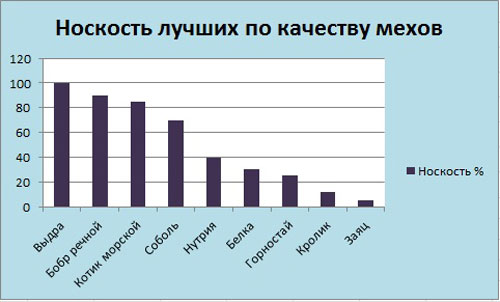 Носкость лучших по качеству мехов
120
100
80
60
40
20
0
Выдра
Бобр речной
Котик морской
Соболь
Нутрия
Белка
Горностай
Кролик
Заяц
Носкость %